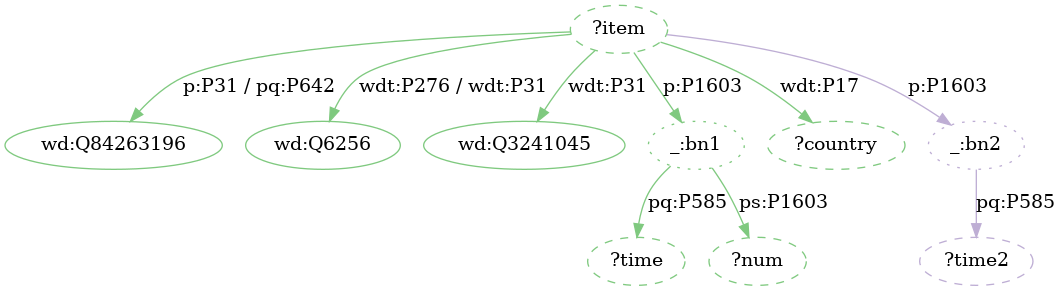 ?item
p:P31 / pq:P642
wdt:P276 / wdt:P31
wdt:P31
p:P1603
wdt:P17
p:P1603
wd:Q84263196
wd:Q6256
wd:Q3241045
_:bn1
?country
_:bn2
pq:P585
ps:P1603
pq:P585
?time
?num
?time2